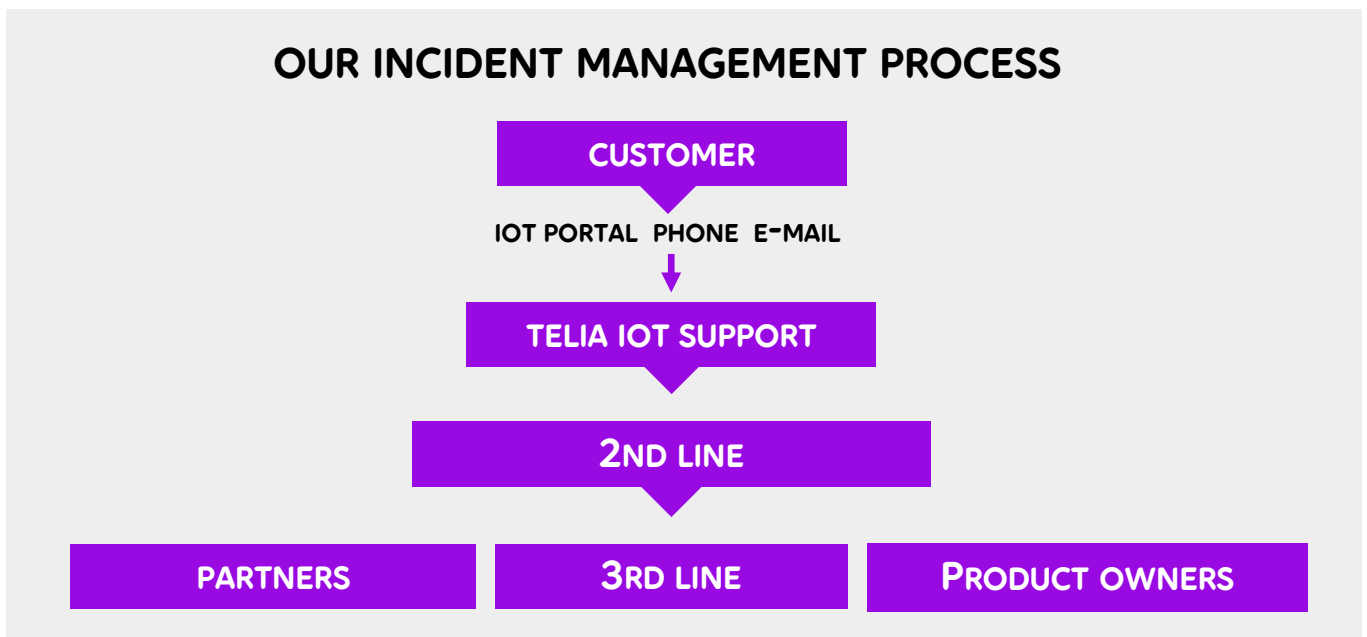 OUR INCIDENT MANAGEMENT PROCESS
CUSTOMER
IOT PORTAL PHONE E-MAIL
TELIA IOT SUPPORT
2ND LINE
PARTNERS
3RD LINE
PRODUCT OWNERS